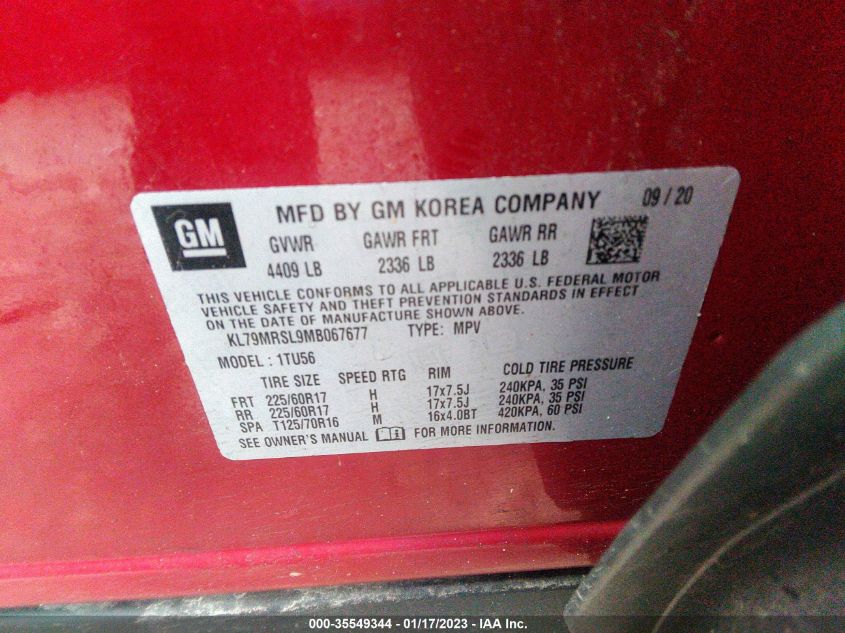 GM
MFD BY GM KOREA COMPANY 09/20
GVWR GAWR FRT GAWR RR
4409 LB 2336 LB 2336 LB
THIS VEHICLE CONFORMS TO ALL APPLICABLE U.S. FEDERAL MOTOR
VEHICLE SAFETY AND THEFT PREVENTION STANDARDS IN EFFECT
ON THE DATE OF MANUFACTURE SHOWN ABOVE.
KL79MRSL9MB067677 TYPE: MPV
MODEL: 1TU56
TIRE SIZE SPEED RTG RIM COLD TIRE PRESSURE
FRT 225/60R17 H 17x7.5J 240KPA, 35 PSI
RR 225/60R17 H 17x7.5J 240KPA, 35 PSI
SPA T125/70R16 M 16x4.0BT 420KPA, 60 PSI
SEE OWNER'S MANUAL FOR MORE INFORMATION.
000-35549344 - 01/17/2023 - IAA Inc.